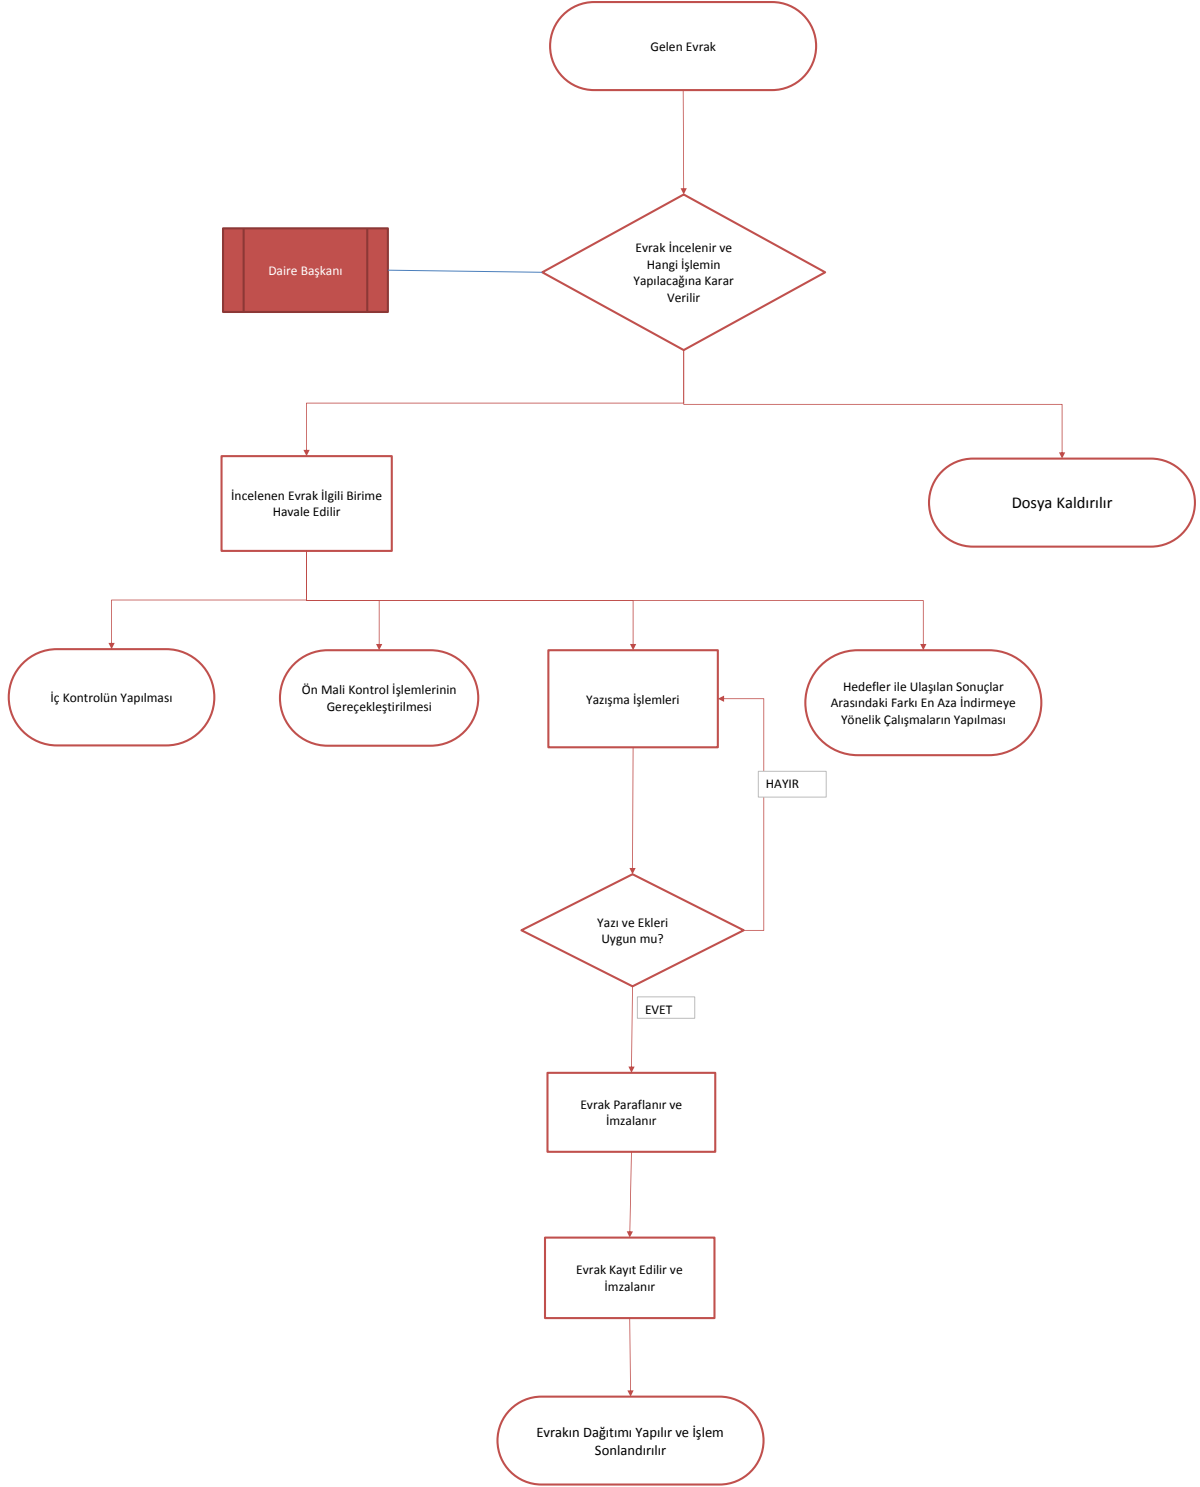 Gelen Evrak
Evrak İncelenir ve
Hangi İşlemin
Yapılacağına Karar
Verilir
Daire Başkanı
İncelenen Evrak İlgili Birime
Havale Edilir
Dosya Kaldırılır
İç Kontrolün Yapılması
Ön Mali Kontrol İşlemlerinin
Gereçekleştirilmesi
Yazışma İşlemleri
Hedefler ile Ulaşılan Sonuçlar
Arasındaki Farkı En Aza İndirmeye
Yönelik Çalışmaların Yapılması
HAYIR
Yazı ve Ekleri
Uygun mu?
EVET
Evrak Paraflanır ve
İmzalanır
Evrak Kayıt Edilir ve
İmzalanır
Evrakın Dağıtımı Yapılır ve İşlem
Sonlandırılır